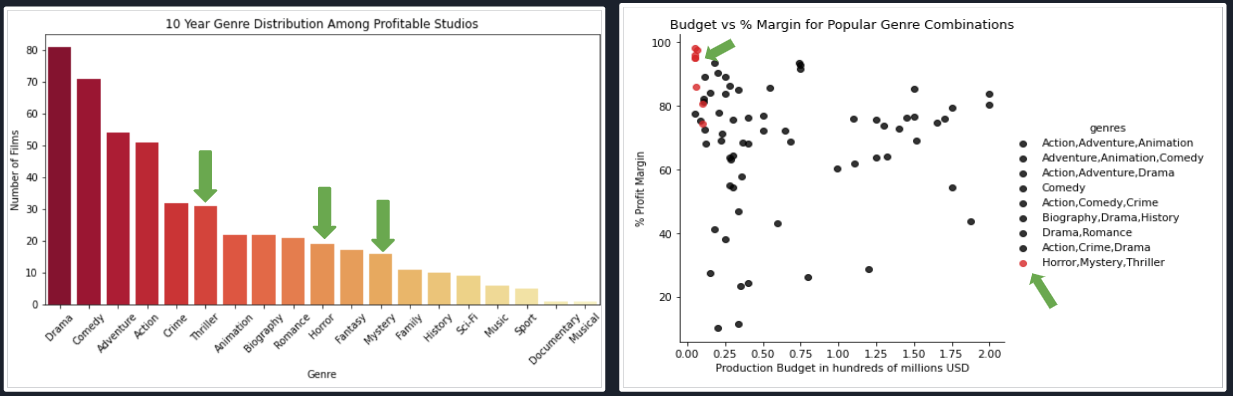 10 Year Genre Distribution Among Profitable Studios
80
70
60
50
40
30
20
10
0
Number of Films
Drama
Comedy
Adventure
Action
Crime
Thriller
Animation
Biography
Romance
Horror
Fantasy
Mystery
Family
History
Sci-Fi
Music
Sport
Documentary
Musical
Genre
Budget vs % Margin for Popular Genre Combinations
100
80
60
40
20
% Profit Margin
0.00 0.25 0.50 0.75 1.00 1.25 1.50 1.75 2.00
Production Budget in hundreds of millions USD
genres
Action,Adventure,Animation
Adventure,Animation,Comedy
Action,Adventure,Drama
Comedy
Action,Comedy,Crime
Biography,Drama,History
Drama,Romance
Action,Crime,Drama
Horror,Mystery,Thriller